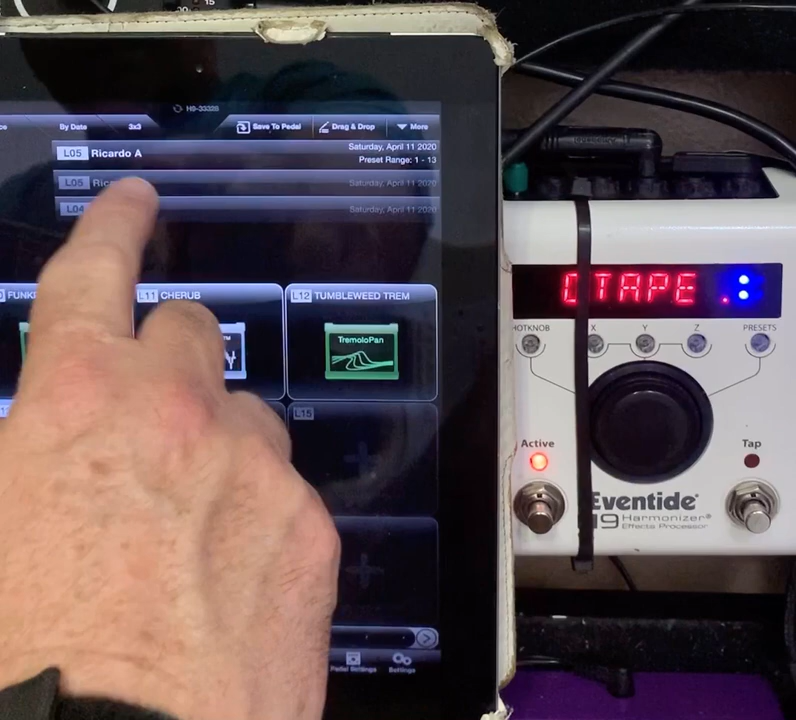 15
H9-33335
By Date 3x3 Save To Pedal Drag & Drop More
L05 Ricardo A Saturday, April 11 2020
Preset Range: 1 - 13
L05 Saturday, April 11 2020
L04 Saturday, April 11 2020
L11 CHERUB L12 TUMBLEWEED TREM
TremoloPan
L15
Pedal Settings Settings
CTAPE .:
HOTKNOB X Y Z PRESETS
Active Tap
Eventide®
H9 Harmonizer®
Effects Processor